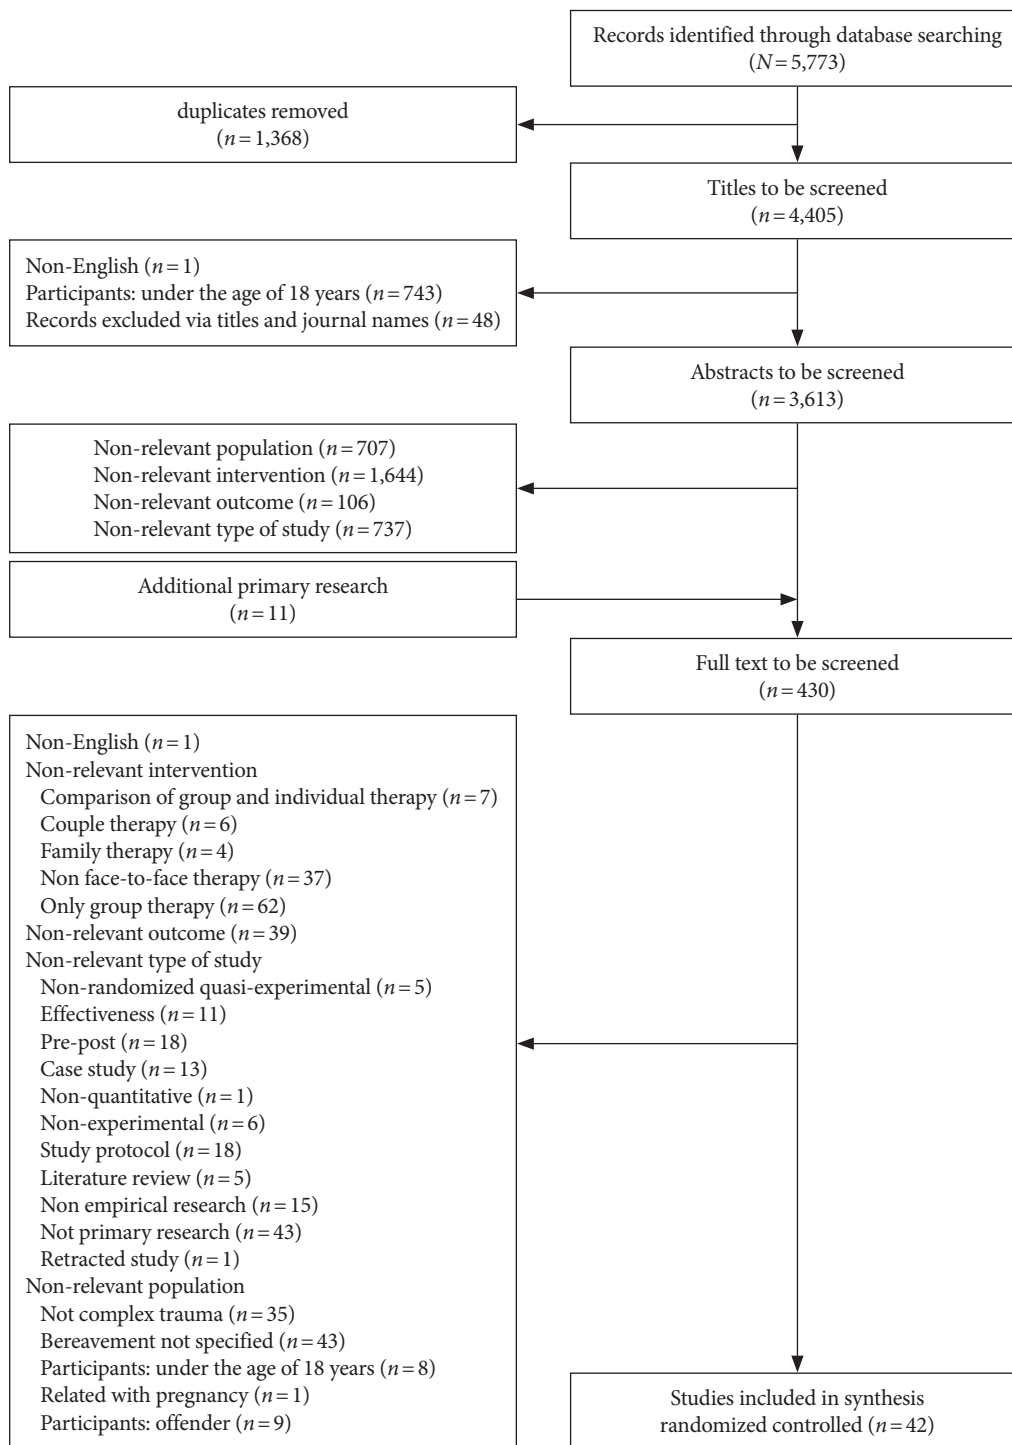 Records identified through database searching
(N = 5,773)
duplicates removed
(n = 1,368)
Titles to be screened
(n = 4,405)
Non-English (n = 1)
Participants: under the age of 18 years (n = 743)
Records excluded via titles and journal names (n = 48)
Abstracts to be screened
(n = 3,613)
Non-relevant population (n = 707)
Non-relevant intervention (n = 1,644)
Non-relevant outcome (n = 106)
Non-relevant type of study (n = 737)
Additional primary research
(n = 11)
Full text to be screened
(n = 430)
Non-English (n = 1)
Non-relevant intervention
Comparison of group and individual therapy (n = 7)
Couple therapy (n = 6)
Family therapy (n = 4)
Non face-to-face therapy (n = 37)
Only group therapy (n = 62)
Non-relevant outcome (n = 39)
Non-relevant type of study
Non-randomized quasi-experimental (n = 5)
Effectiveness (n = 11)
Pre-post (n = 18)
Case study (n = 13)
Non-quantitative (n = 1)
Non-experimental (n = 6)
Study protocol (n = 18)
Literature review (n = 5)
Non empirical research (n = 15)
Not primary research (n = 43)
Retracted study (n = 1)
Non-relevant population
Not complex trauma (n = 35)
Bereavement not specified (n = 43)
Participants: under the age of 18 years (n = 8)
Related with pregnancy (n = 1)
Participants: offender (n = 9)
Studies included in synthesis
randomized controlled (n = 42)